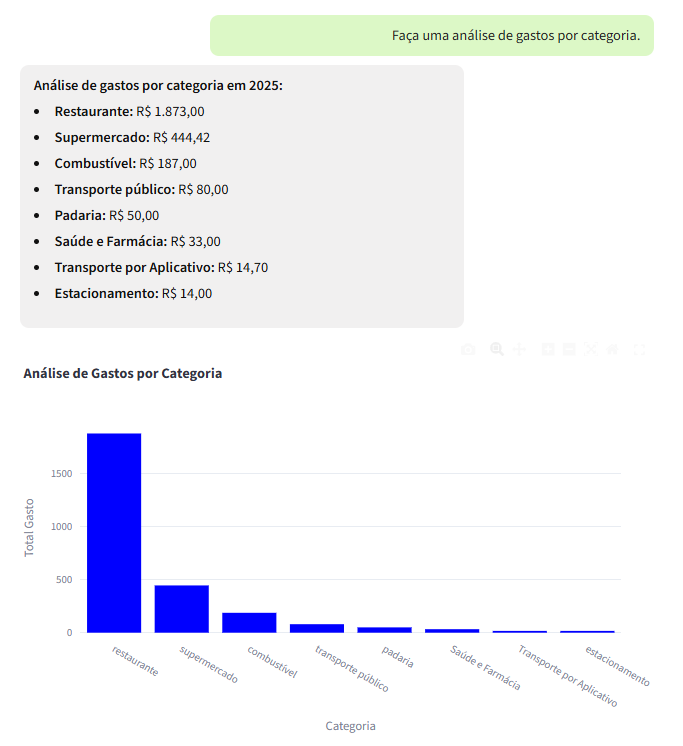 Faça uma análise de gastos por categoria.
Análise de gastos por categoria em 2025:
• Restaurante: R$ 1.873,00
• Supermercado: R$ 444,42
• Combustível: R$ 187,00
• Transporte público: R$ 80,00
• Padaria: R$ 50,00
• Saúde e Farmácia: R$ 33,00
• Transporte por Aplicativo: R$ 14,70
• Estacionamento: R$ 14,00
Análise de Gastos por Categoria
Total Gasto
1500
1000
500
0
restaurante
supermercado
combustível
transporte público
padaria
Saúde e Farmácia
Transporte por Aplicativo
estacionamento
Categoria